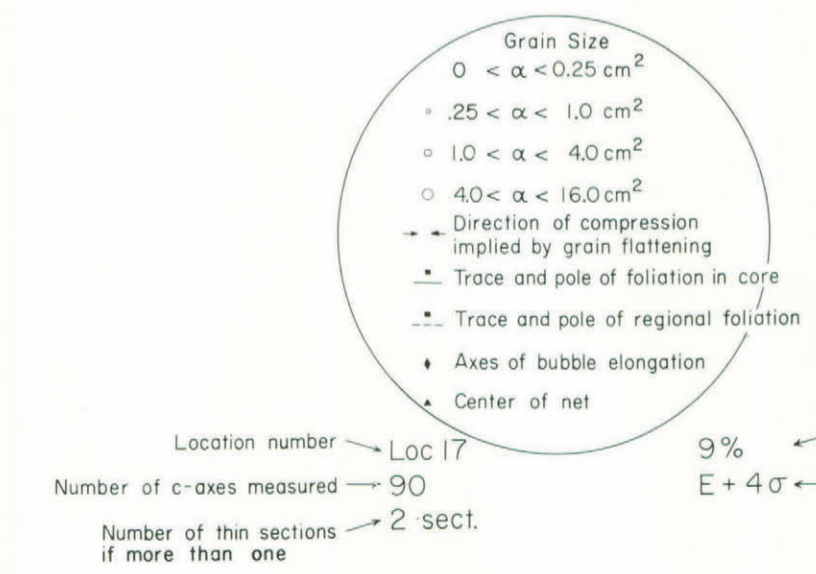 Grain Size
O < α < 0.25 cm²
.25 < α < 1.0 cm²
1.0 < α < 4.0 cm²
4.0 < α < 16.0 cm²
Direction of compression
implied by grain flattening
Trace and pole of foliation in core
Trace and pole of regional foliation
Axes of bubble elongation
Center of net
Location number Loc 17 9%
Number of c-axes measured 90 E + 4σ
Number of thin sections 2 sect.
if more than one